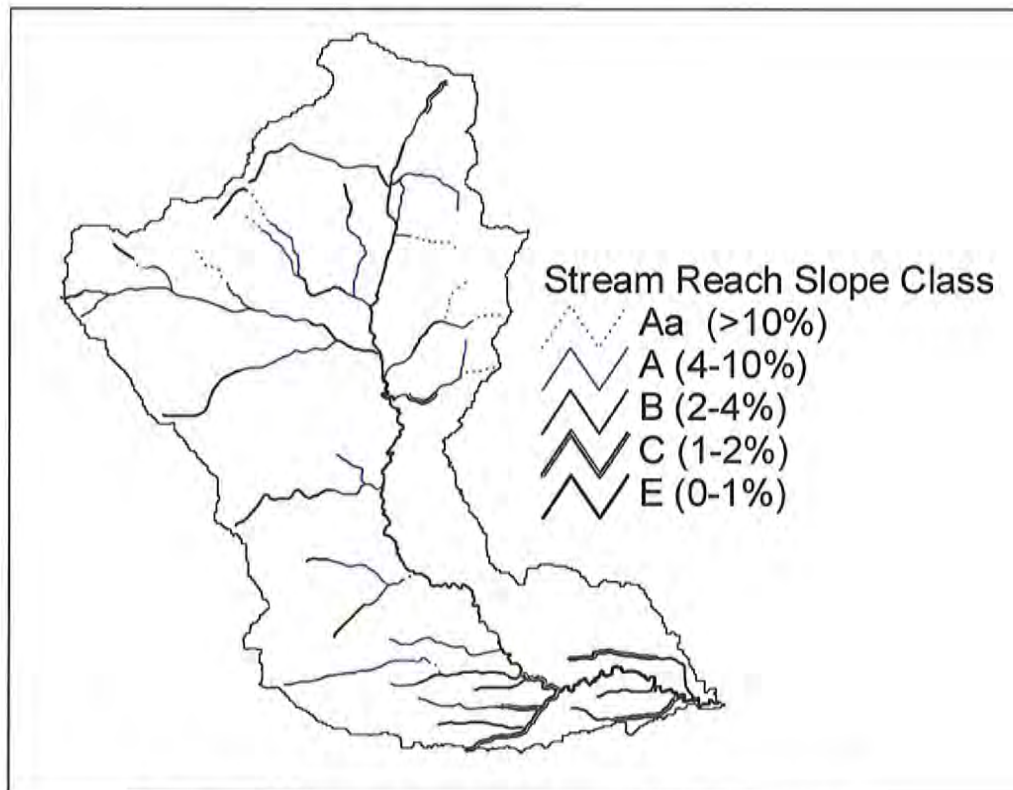 Stream Reach Slope Class
Aa (>10%)
A (4-10%)
B (2-4%)
C (1-2%)
E (0-1%)